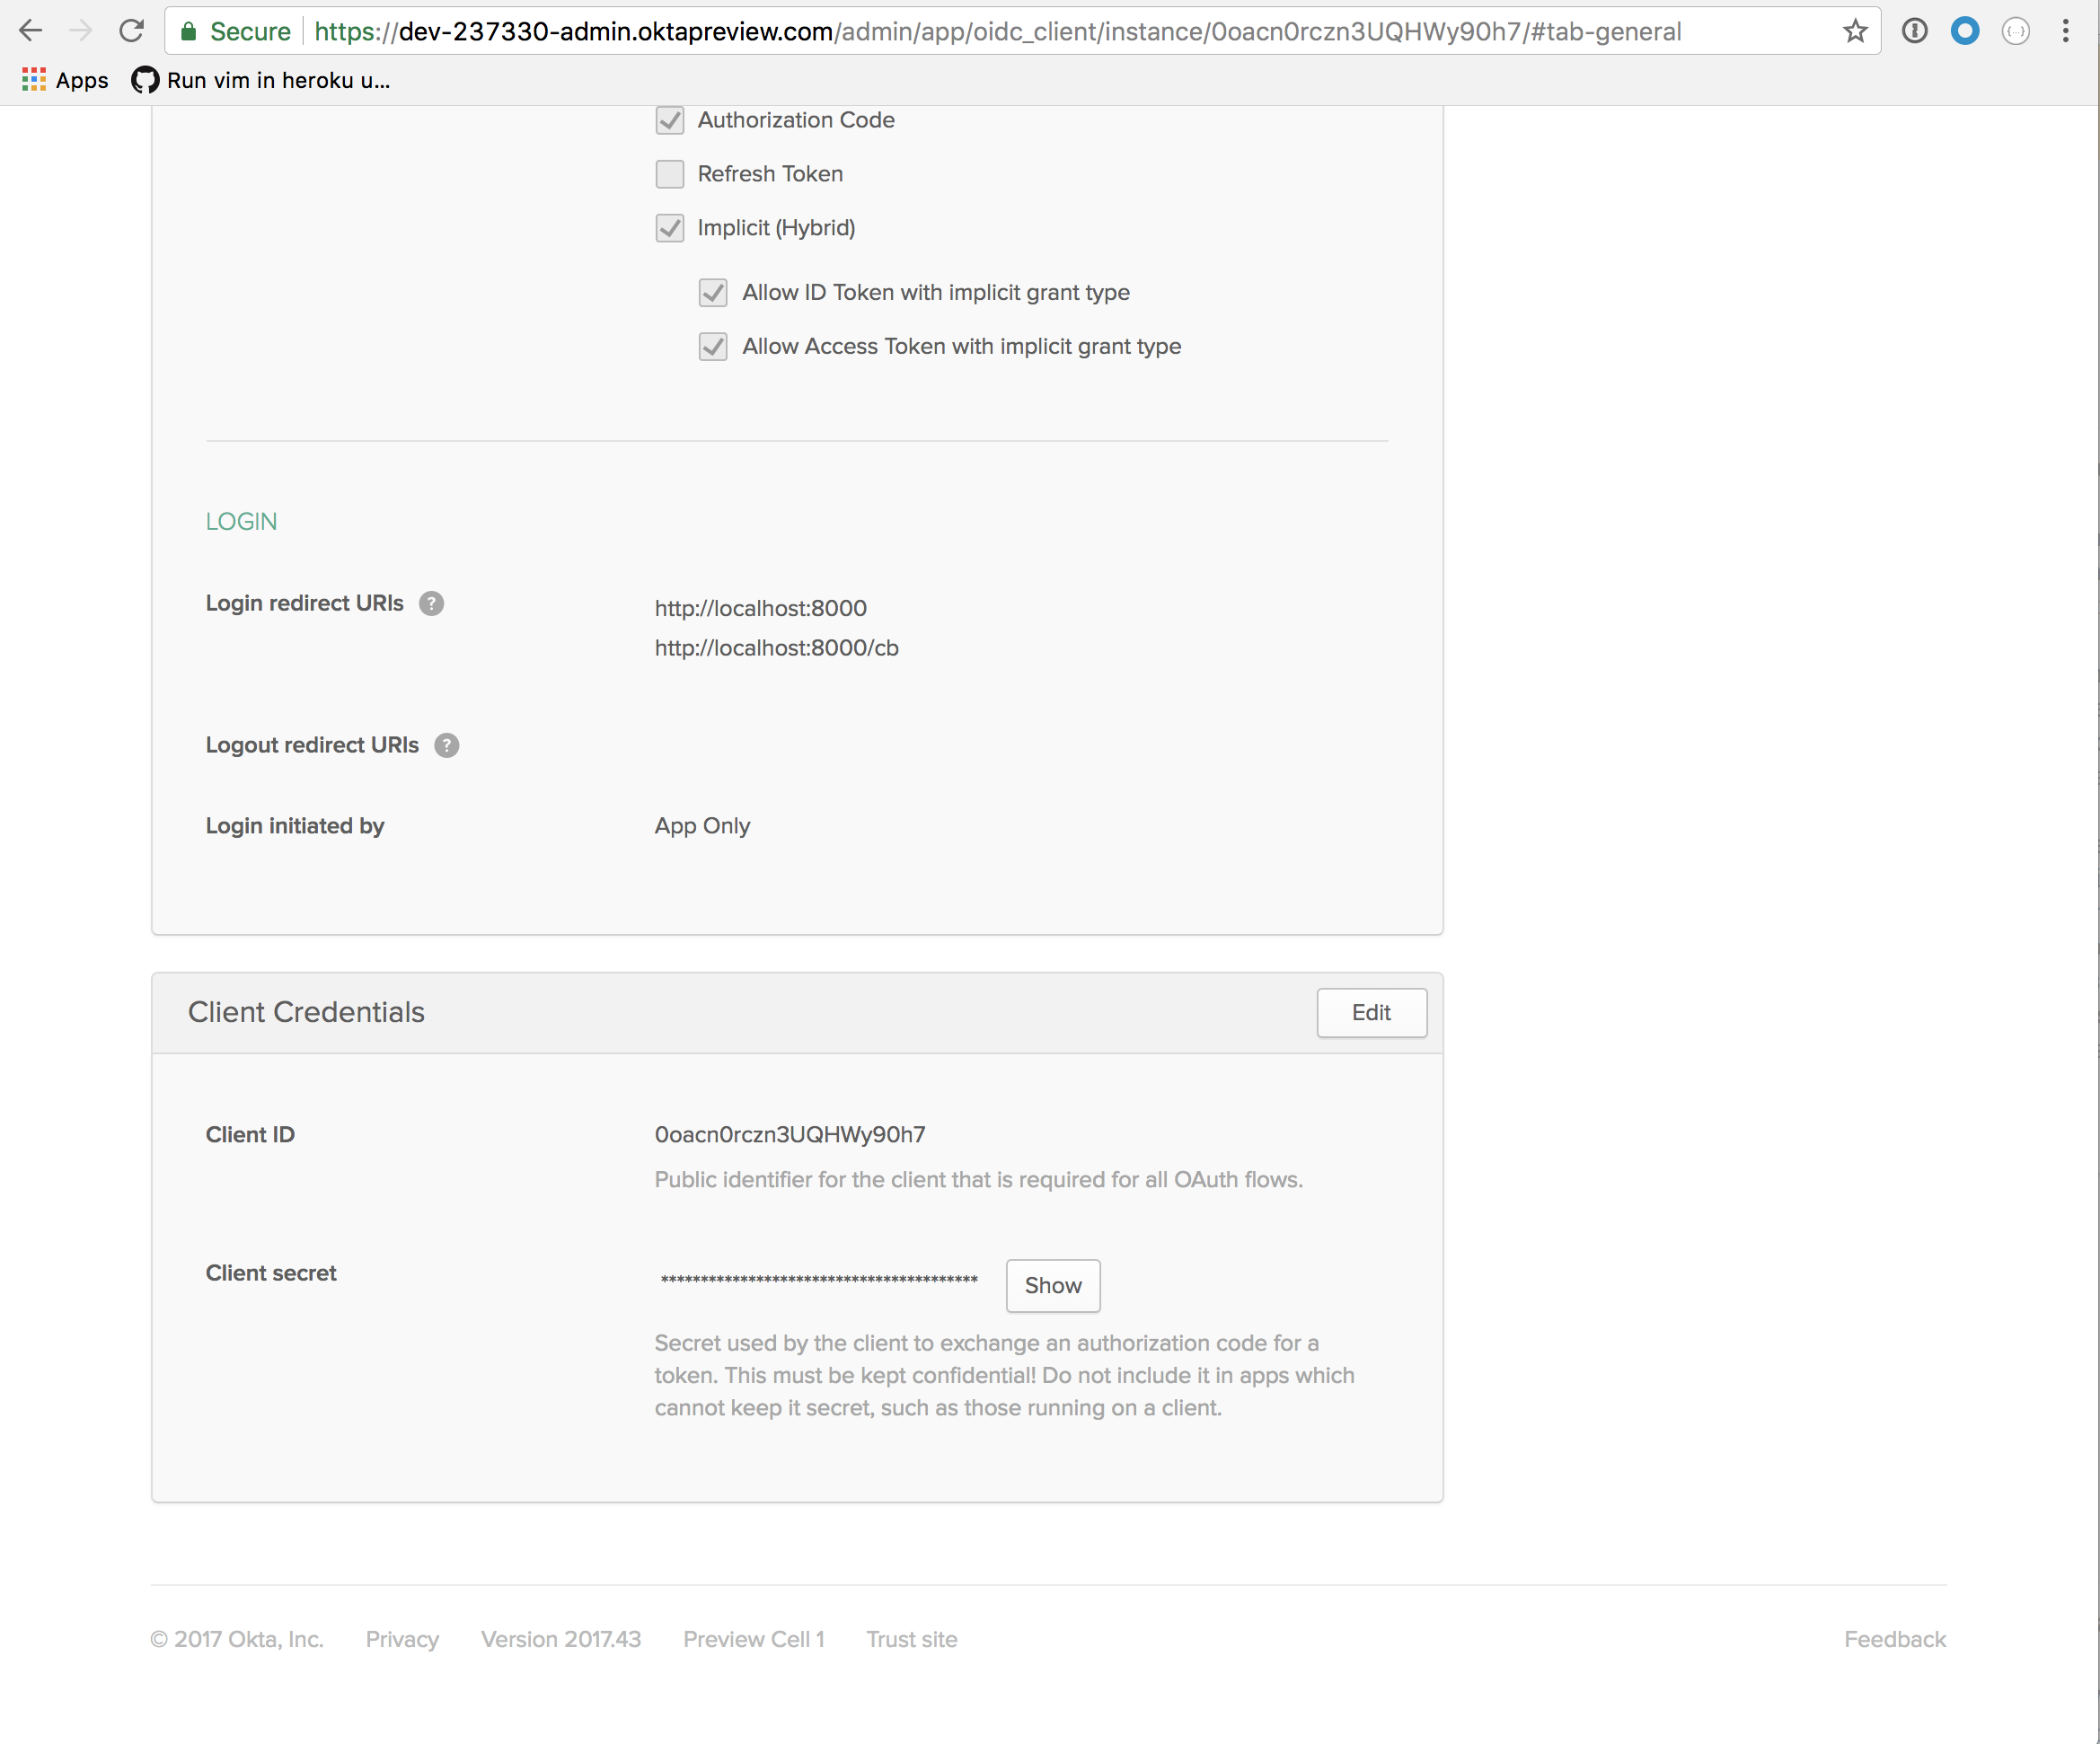 Secure https://dev-237330-admin.oktapreview.com/admin/app/oidc_client/instance/0oacn0rczn3UQHWy90h7/#tab-general
Apps Run vim in heroku u...
Authorization Code
Refresh Token
Implicit (Hybrid)
Allow ID Token with implicit grant type
Allow Access Token with implicit grant type
LOGIN
Login redirect URIs ? http://localhost:8000
http://localhost:8000/cb
Logout redirect URIs ?
Login initiated by App Only
Client Credentials Edit
Client ID 0oacn0rczn3UQHWy90h7
Public identifier for the client that is required for all OAuth flows.
Client secret **************************************** Show
Secret used by the client to exchange an authorization code for a
token. This must be kept confidential! Do not include it in apps which
cannot keep it secret, such as those running on a client.
© 2017 Okta, Inc. Privacy Version 2017.43 Preview Cell 1 Trust site Feedback